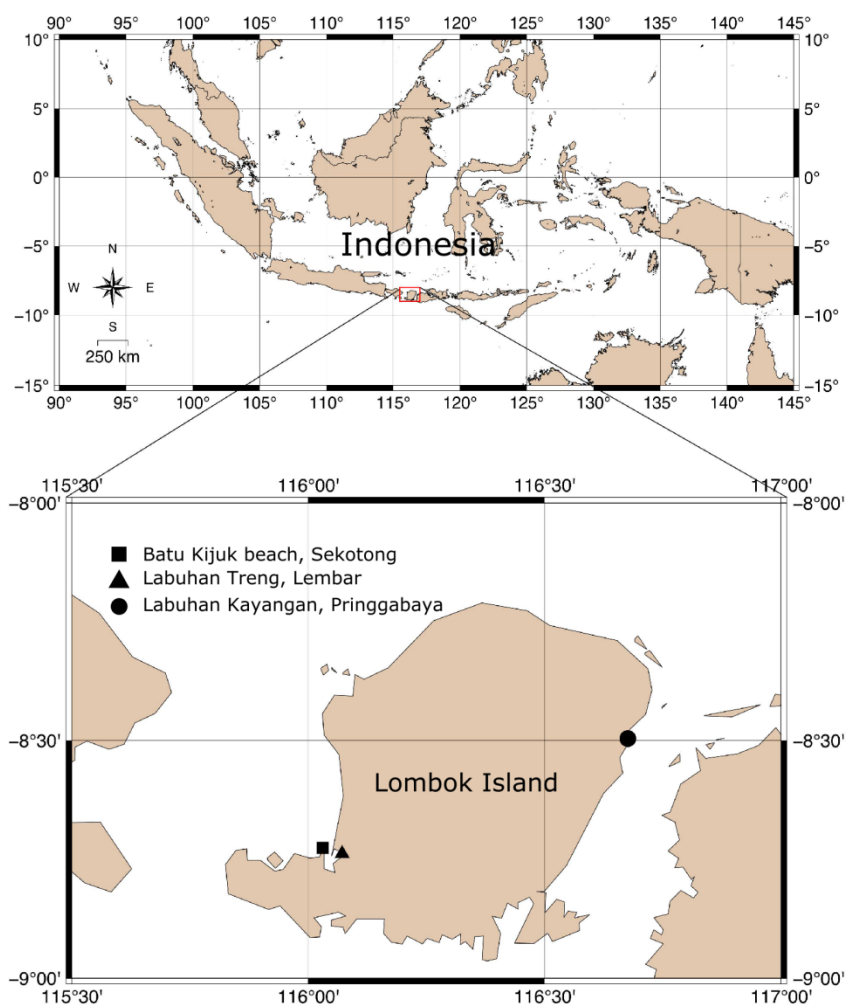 90° 95° 100° 105° 110° 115° 120° 125° 130° 135° 140° 145°
10° 10°
5° 5°
0° 0°
−5° −5°
Indonesia
N
W E
S
−10° −10°
250 km
−15° −15°
90° 95° 100° 105° 110° 115° 120° 125° 130° 135° 140° 145°
115°30' 116°00' 116°30' 117°00'
−8°00' −8°00'
Batu Kijuk beach, Sekotong
Labuhan Treng, Lembar
Labuhan Kayangan, Pringgabaya
−8°30' −8°30'
Lombok Island
−9°00' −9°00'
115°30' 116°00' 116°30' 117°00'